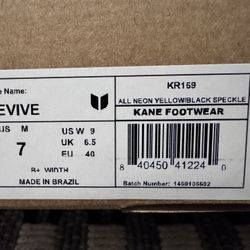 e Name:
EVIVE
US M
7
US W 9
UK 6.5
EU 40
B+ WIDTH
MADE IN BRAZIL
KR169
ALL NEON YELLOW/BLACK SPECKLE
KANE FOOTWEAR
8 40450 41224 0
Batch Number: 1460106602